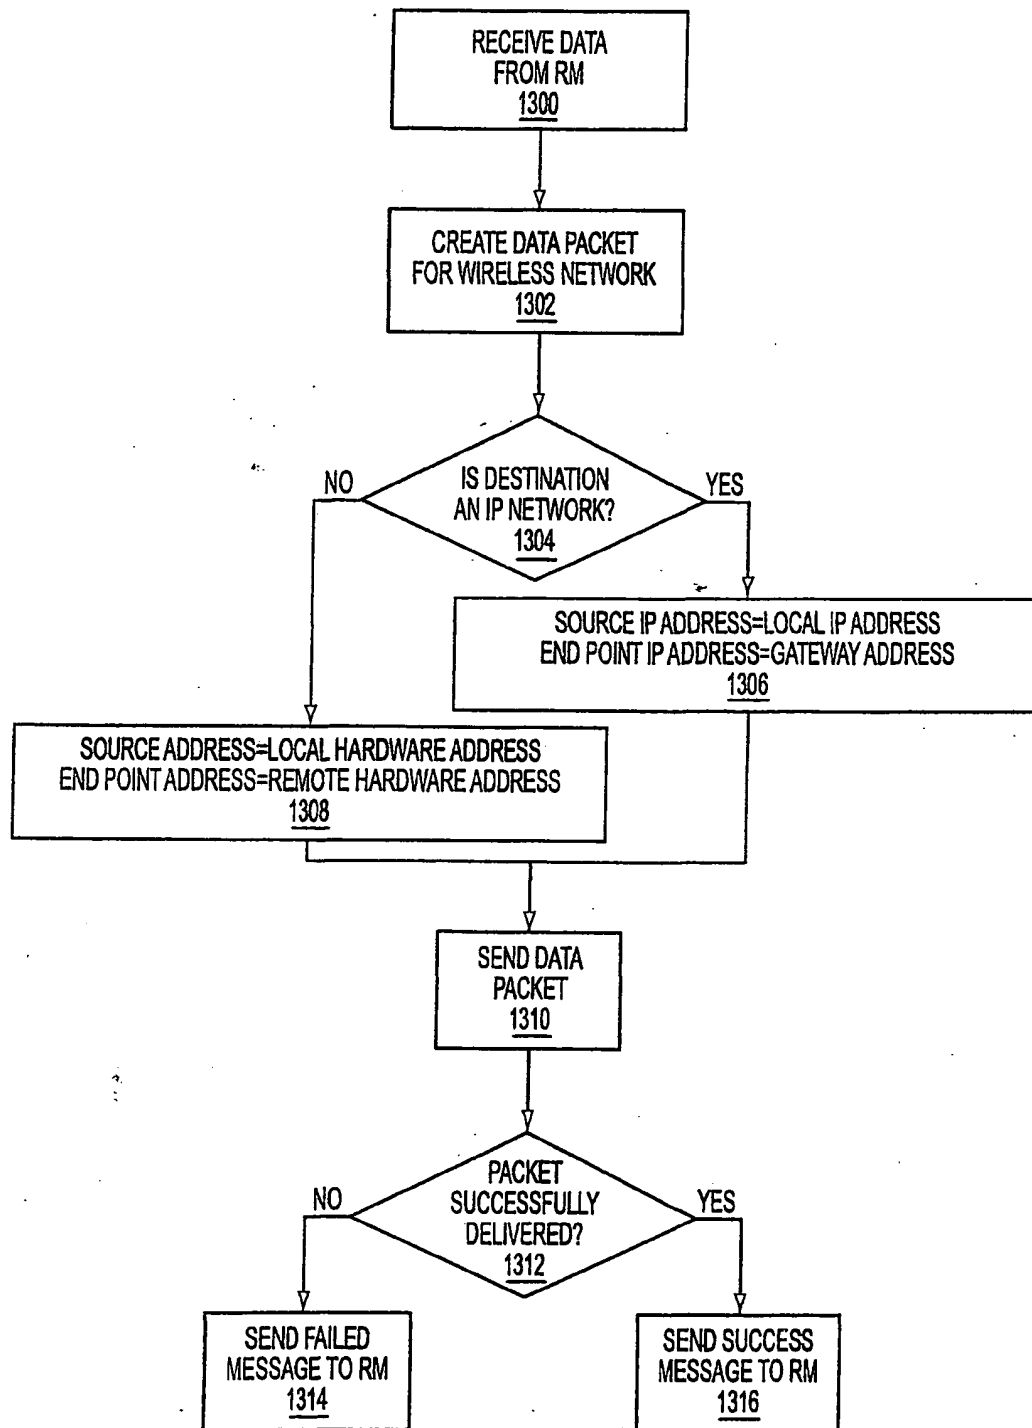 RECEIVE DATA
FROM RM
1300
CREATE DATA PACKET
FOR WIRELESS NETWORK
1302
IS DESTINATION
AN IP NETWORK?
1304
NO
YES
SOURCE IP ADDRESS=LOCAL IP ADDRESS
END POINT IP ADDRESS=GATEWAY ADDRESS
1306
SOURCE ADDRESS=LOCAL HARDWARE ADDRESS
END POINT ADDRESS=REMOTE HARDWARE ADDRESS
1308
SEND DATA
PACKET
1310
PACKET
SUCCESSFULLY
DELIVERED?
1312
NO
YES
SEND FAILED
MESSAGE TO RM
1314
SEND SUCCESS
MESSAGE TO RM
1316